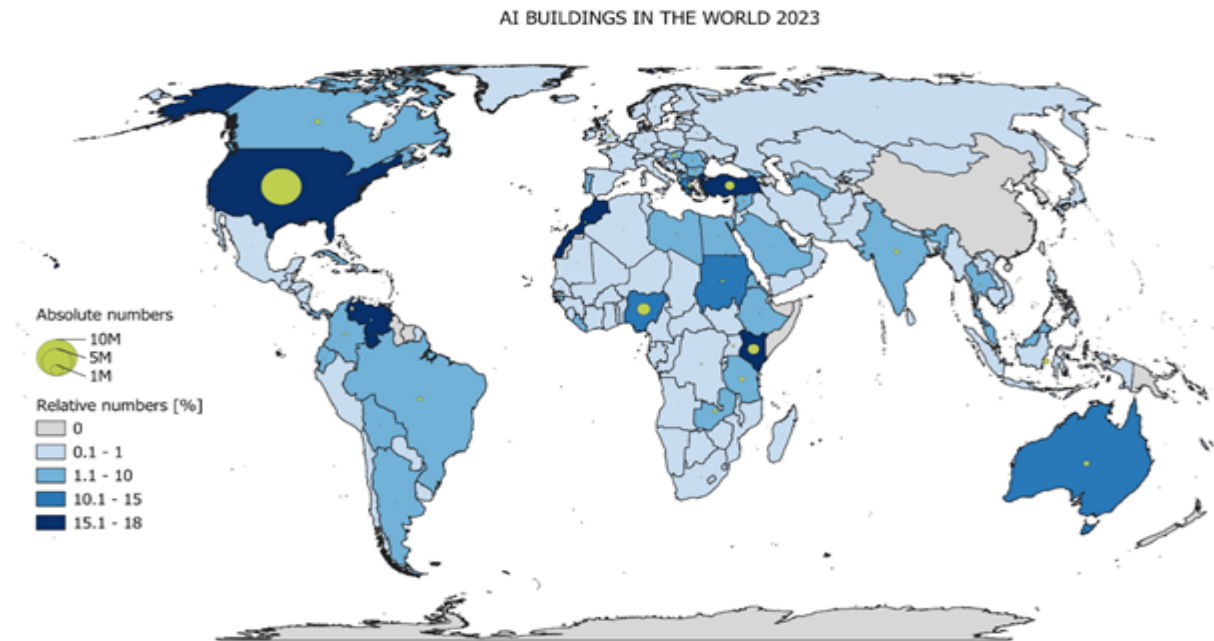 AI BUILDINGS IN THE WORLD 2023
Absolute numbers
10M
5M
1M
Relative numbers [%]
0
0.1 - 1
1.1 - 10
10.1 - 15
15.1 - 18